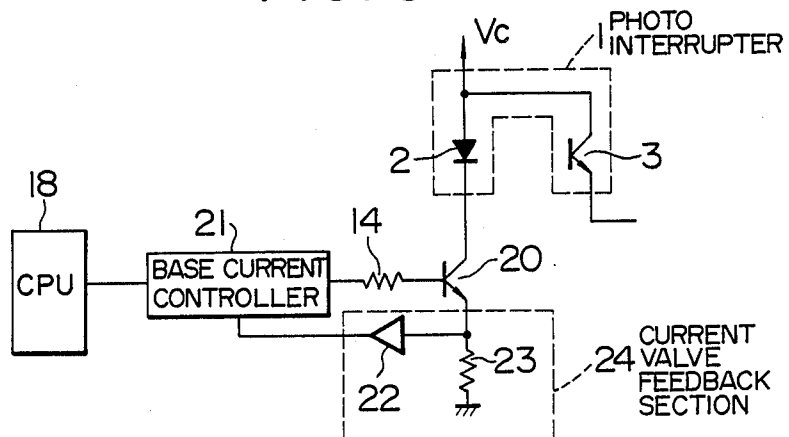 Vc
1 PHOTO
INTERRUPTER
2
3
18
CPU
21
BASE CURRENT
CONTROLLER
14
20
22
23
24 CURRENT
VALVE
FEEDBACK
SECTION